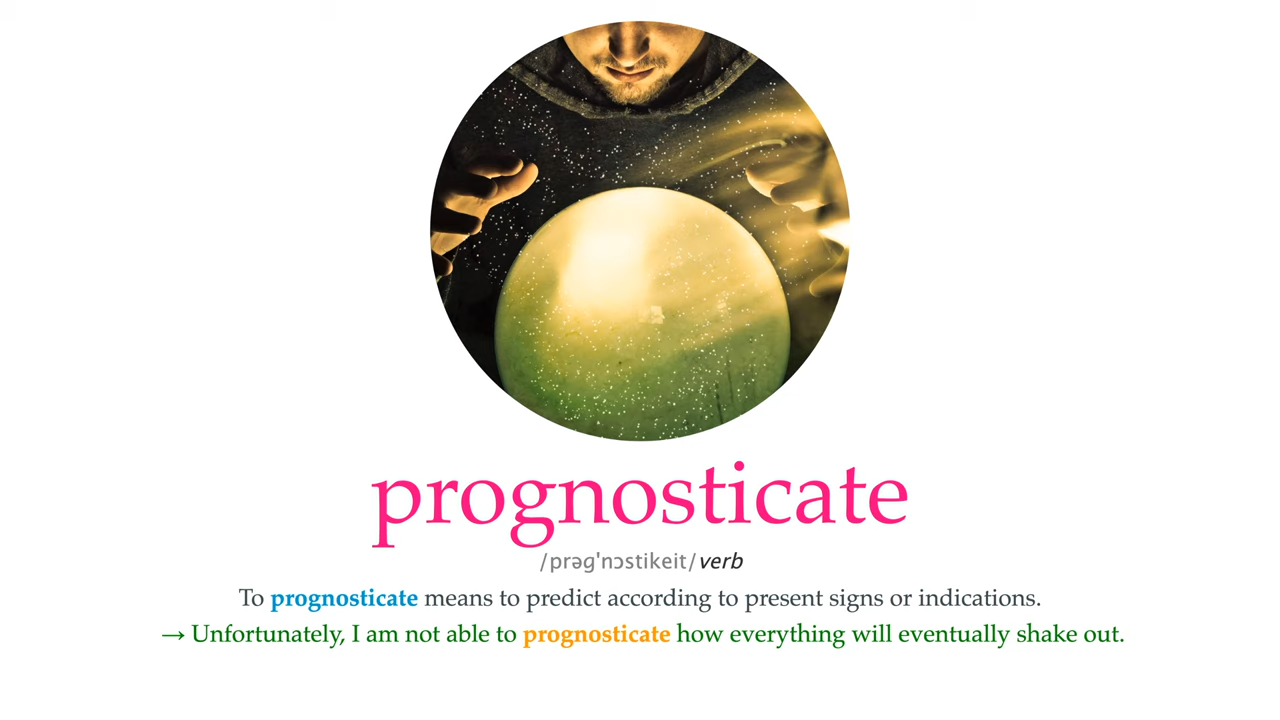 prognosticate
/prəɡ'nɔstikeit/ verb
To prognosticate means to predict according to present signs or indications.
→ Unfortunately, I am not able to prognosticate how everything will eventually shake out.